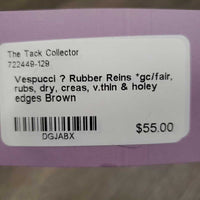 The Tack Collector
722449-129
Vespucci ? Rubber Reins *gc/fair,
rubs, dry, creas, v.thin & holey
edges Brown
DGJABX
$55.00